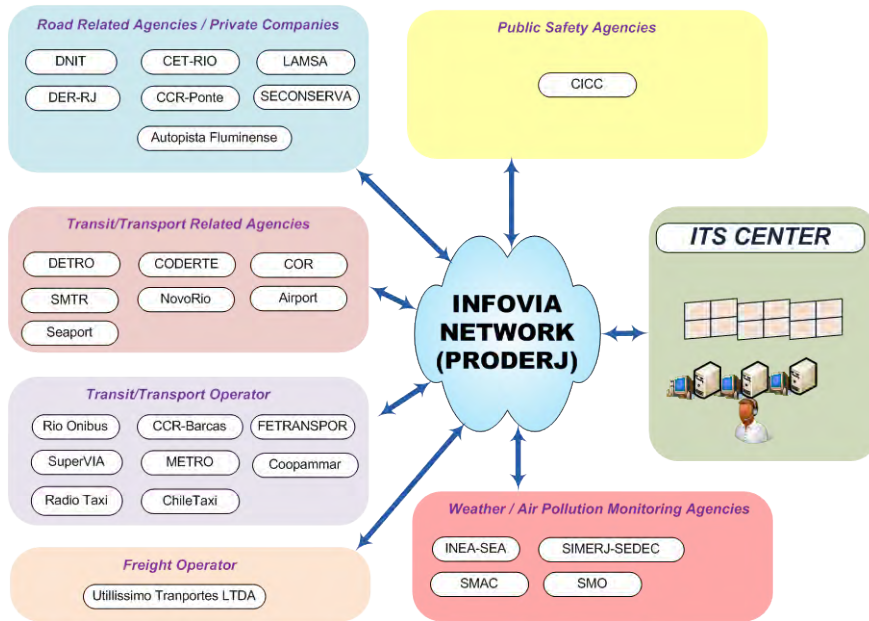 Road Related Agencies / Private Companies
DNIT
CET-RIO
LAMSA
DER-RJ
CCR-Ponte
SECONSERVA
Autopista Fluminense
Public Safety Agencies
CICC
Transit/Transport Related Agencies
DETRO
CODERTE
COR
SMTR
NovoRio
Airport
Seaport
INFOVIA
NETWORK
(PRODERJ)
ITS CENTER
Transit/Transport Operator
Rio Onibus
CCR-Barcas
FETRANSPOR
SuperVIA
METRO
Coopammar
Radio Taxi
ChileTaxi
Freight Operator
Utillissimo Tranportes LTDA
Weather / Air Pollution Monitoring Agencies
INEA-SEA
SIMERJ-SEDEC
SMAC
SMO